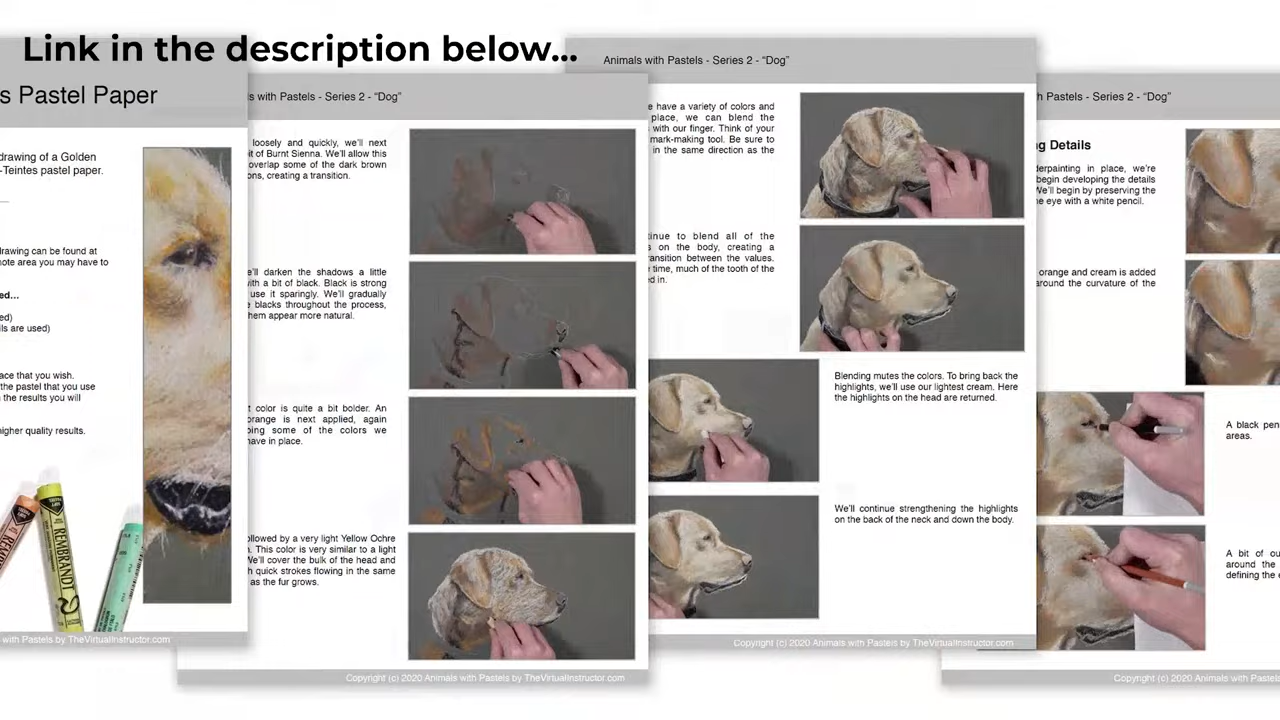 Link in the description below...
s Pastel Paper
drawing of a Golden
-Teintes pastel paper.
drawing can be found at
note area you may have to
ed...
ed)
ils are used)
ace that you wish.
the pastel that you use
n the results you will
igher quality results.
REMBRANDT
with Pastels by TheVirtualInstructor.com
ls with Pastels - Series 2 - “Dog”
loosely and quickly, we'll next
bit of Burnt Sienna. We'll allow this
overlap some of the dark brown
ons, creating a transition.
e'll darken the shadows a little
with a bit of black. Black is strong
use it sparingly. We'll gradually
e blacks throughout the process,
hem appear more natural.
t color is quite a bit bolder. An
orange is next applied, again
ping some of the colors we
have in place.
ollowed by a very light Yellow Ochre
. This color is very similar to a light
We'll cover the bulk of the head and
h quick strokes flowing in the same
as the fur grows.
Copyright (c) 2020 Animals with Pastels by TheVirtualInstructor.com
Animals with Pastels - Series 2 - “Dog”
e have a variety of colors and
place, we can blend the
s with our finger. Think of your
mark-making tool. Be sure to
in the same direction as the
tinue to blend all of the
s on the body, creating a
transition between the values.
e time, much of the tooth of the
ed in.
Blending mutes the colors. To bring back the
highlights, we'll use our lightest cream. Here
the highlights on the head are returned.
We'll continue strengthening the highlights
on the back of the neck and down the body.
Copyright (c) 2020 Animals with Pastels by TheVirtualInstructor.com
h Pastels - Series 2 - “Dog”
ng Details
derpainting in place, we're
begin developing the details
We'll begin by preserving the
he eye with a white pencil.
orange and cream is added
around the curvature of the
A black pen
areas.
A bit of ou
around the
defining the e
Copyright (c) 2020 Animals with Pastels